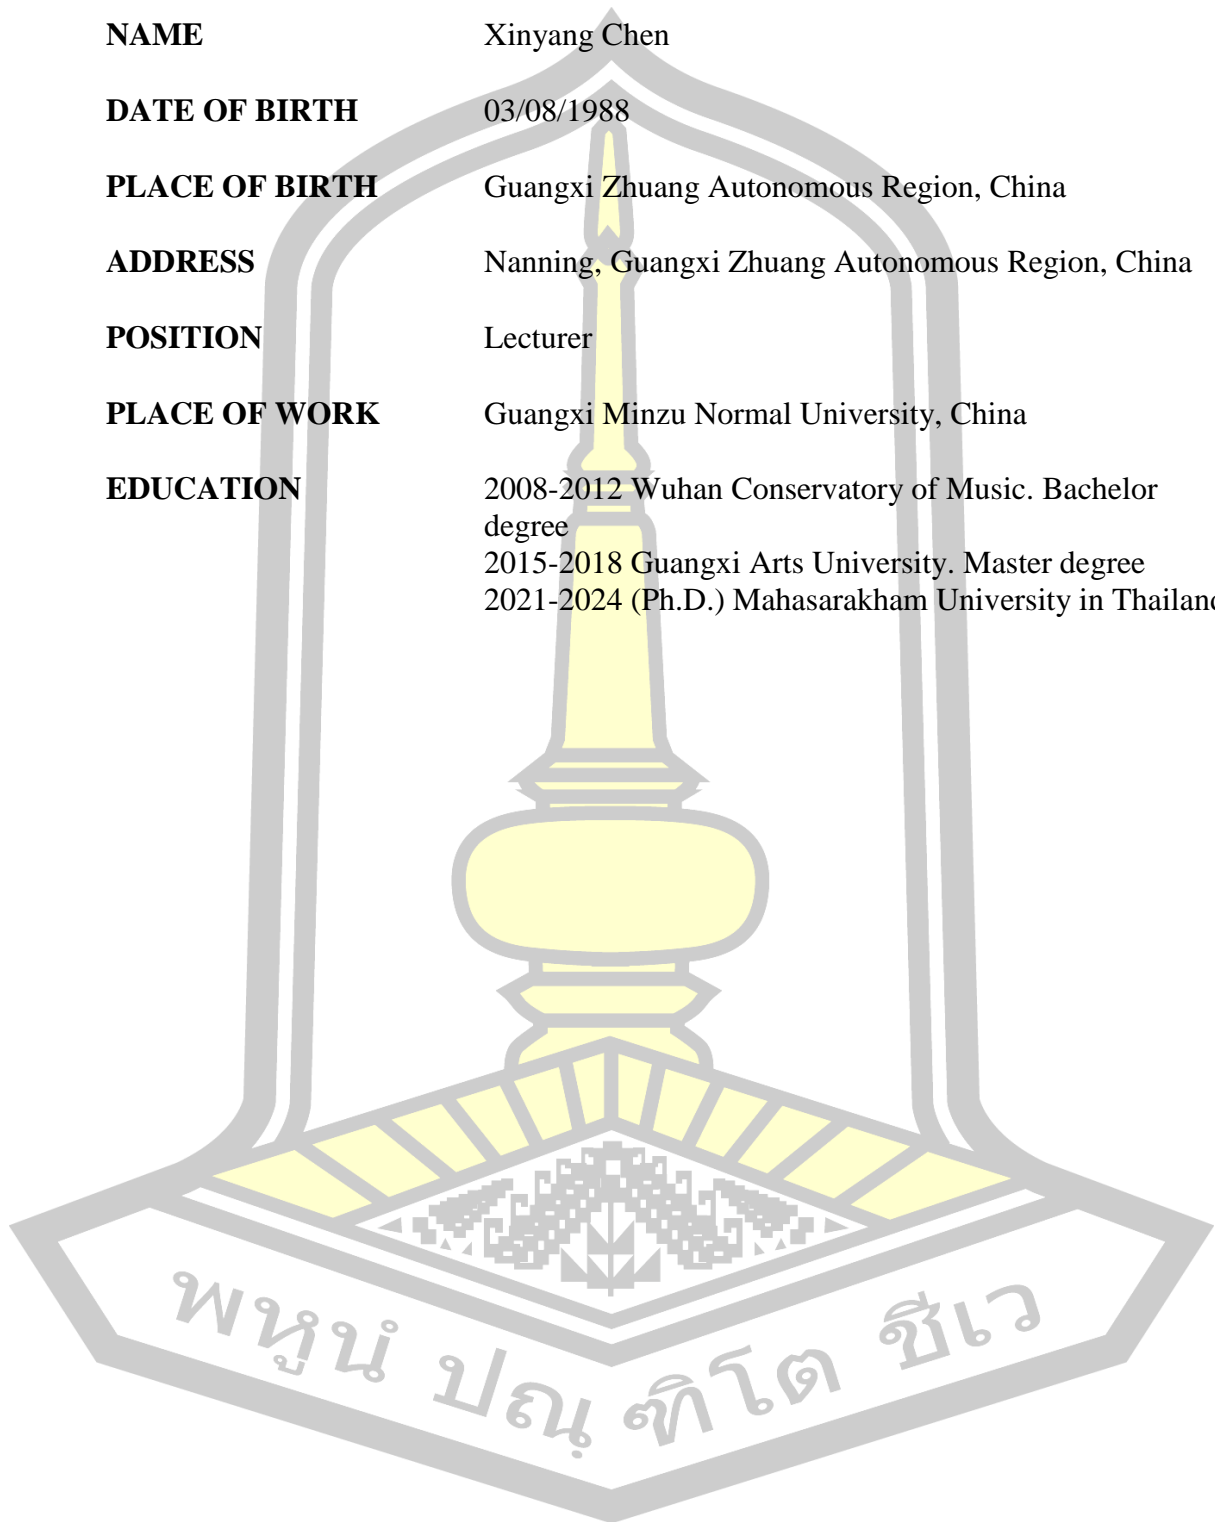 NAME Xinyang Chen
DATE OF BIRTH 03/08/1988
PLACE OF BIRTH Guangxi Zhuang Autonomous Region, China
ADDRESS Nanning, Guangxi Zhuang Autonomous Region, China
POSITION Lecturer
PLACE OF WORK Guangxi Minzu Normal University, China
EDUCATION 2008-2012 Wuhan Conservatory of Music. Bachelor
degree
2015-2018 Guangxi Arts University. Master degree
2021-2024 (Ph.D.) Mahasarakham University in Thailand
พหูนํ ปณฺ ฑิโต ชีเว